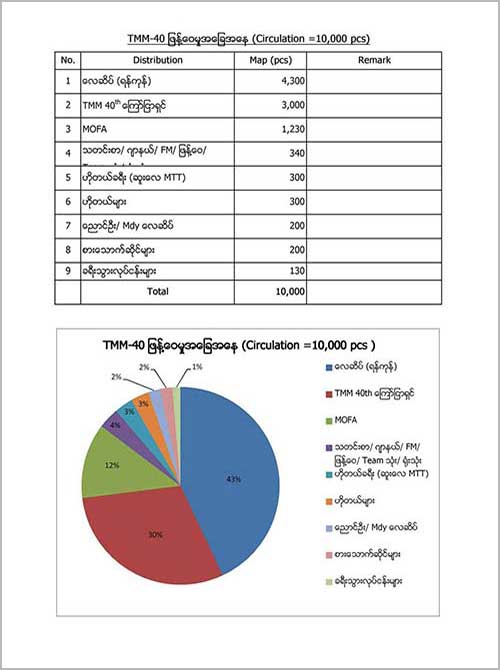 TMM-40 ဖြန့်ဝေမှုအခြေအနေ (Circulation =10,000 pcs)
No. Distribution Map (pcs) Remark
1 လေဆိပ် (ရန်ကုန်) 4,300
2 TMM 40th ကြော်ငြာရှင် 3,000
3 MOFA 1,230
4 သတင်းစာ/ ဂျာနယ်/ FM/ ဖြန့်ဝေ/ 340
5 ဟိုတယ်ခရီး (ဆူးလေ MTT) 300
6 ဟိုတယ်များ 300
7 ညောင်ဦး/ Mdy လေဆိပ် 200
8 စားသောက်ဆိုင်များ 200
9 ခရီးသွားလုပ်ငန်းများ 130
Total 10,000
TMM-40 ဖြန့်ဝေမှုအခြေအနေ (Circulation =10,000 pcs )
43%
30%
12%
4%
3%
3%
2%
2%
1%
လေဆိပ် (ရန်ကုန်)
TMM 40th ကြော်ငြာရှင်
MOFA
သတင်းစာ/ ဂျာနယ်/ FM/
ဖြန့်ဝေ/ Team သုံး/ ရုံးသုံး
ဟိုတယ်ခရီး (ဆူးလေ MTT)
ဟိုတယ်များ
ညောင်ဦး/ Mdy လေဆိပ်
စားသောက်ဆိုင်များ
ခရီးသွားလုပ်ငန်းများ